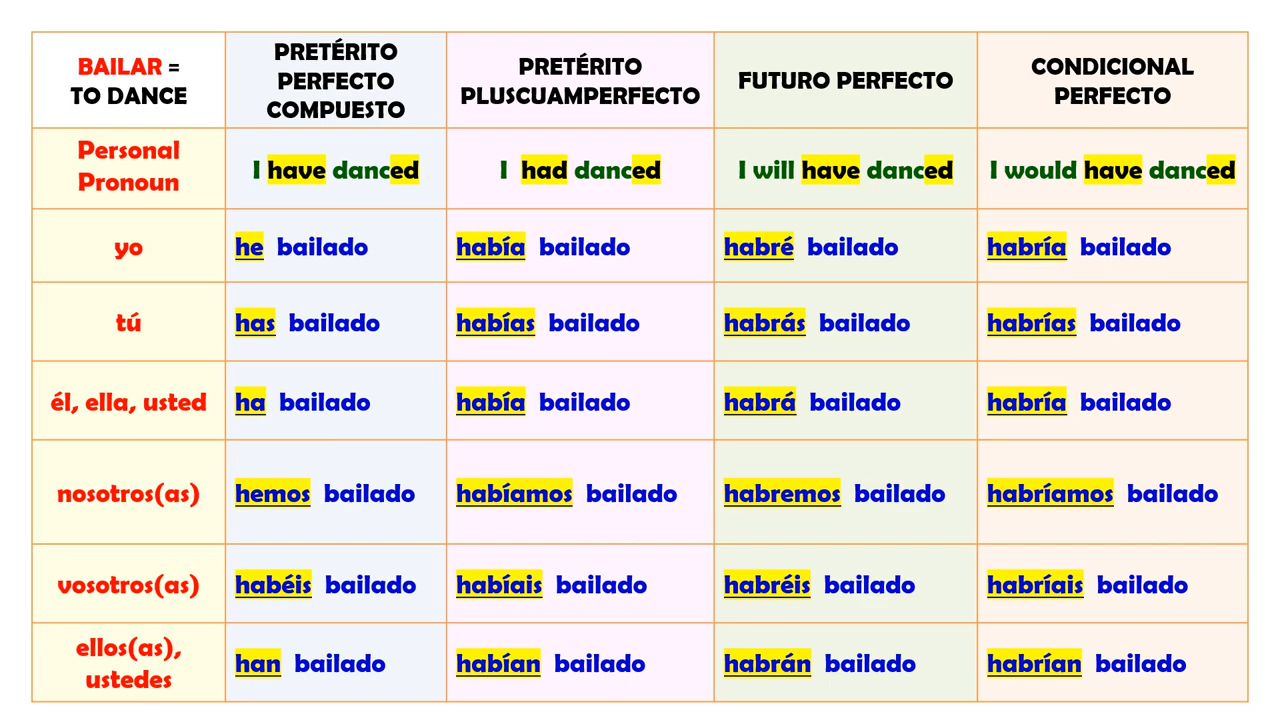 BAILAR =
TO DANCE
PRETÉRITO
PERFECTO
COMPUESTO
PRETÉRITO
PLUSCUAMPERFECTO
FUTURO PERFECTO
CONDICIONAL
PERFECTO
Personal
Pronoun
I have danced
I had danced
I will have danced
I would have danced
yo
he bailado
había bailado
habré bailado
habría bailado
tú
has bailado
habías bailado
habrás bailado
habrías bailado
él, ella, usted
ha bailado
había bailado
habrá bailado
habría bailado
nosotros(as)
hemos bailado
habíamos bailado
habremos bailado
habríamos bailado
vosotros(as)
habéis bailado
habíais bailado
habréis bailado
habríais bailado
ellos(as),
ustedes
han bailado
habían bailado
habrán bailado
habrían bailado